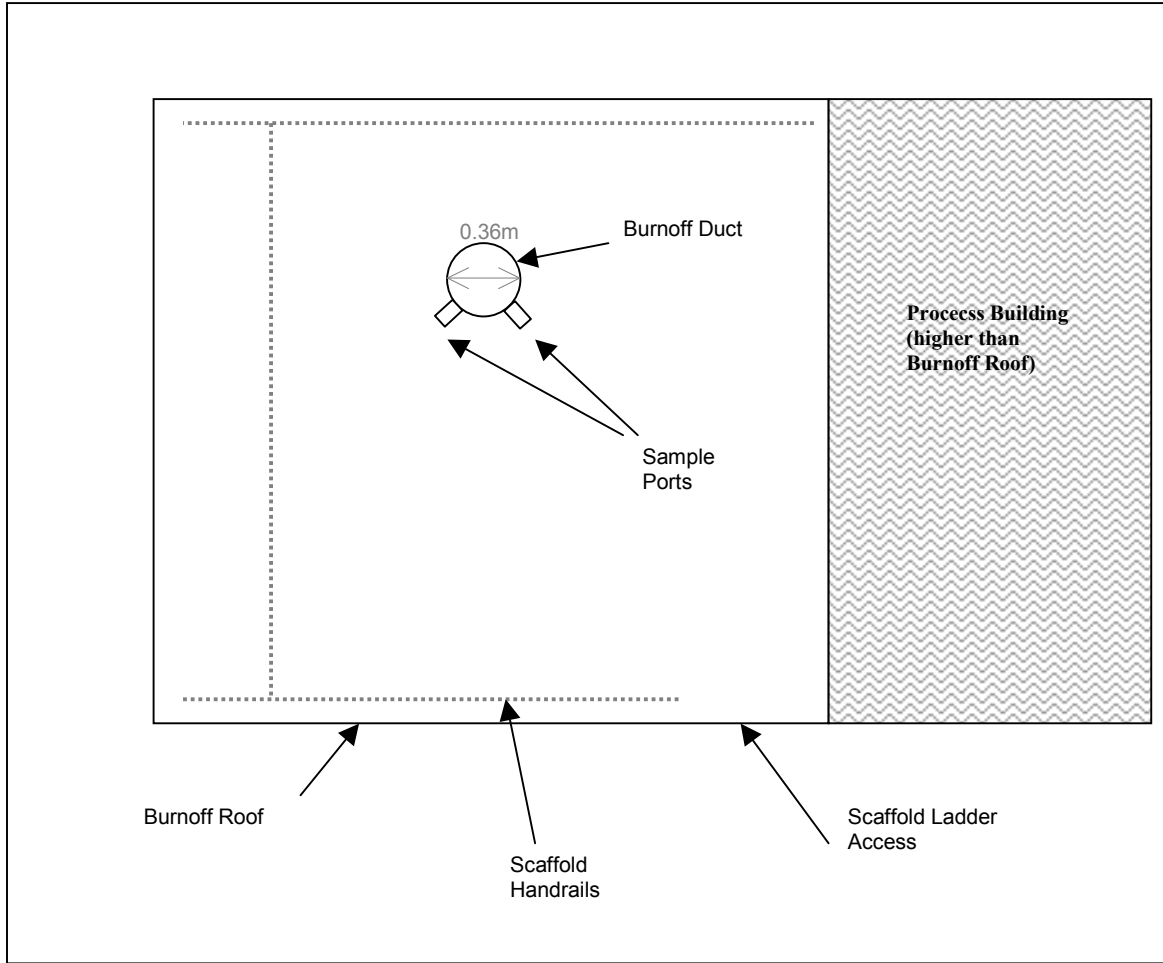 0.36m
Burnoff Duct
Procecss Building
(higher than
Burnoff Roof)
Sample
Ports
Burnoff Roof
Scaffold
Handrails
Scaffold Ladder
Access